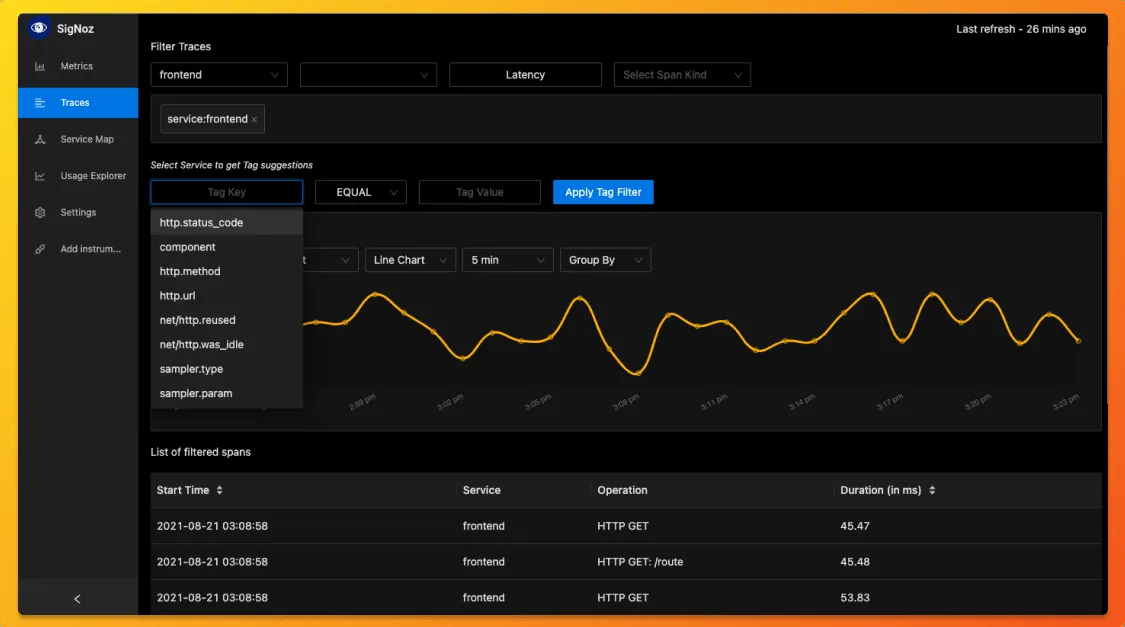 SigNoz
Last refresh - 26 mins ago
Metrics
Traces
Service Map
Usage Explorer
Settings
Add instrum...
Filter Traces
frontend
Latency
Select Span Kind
service:frontend ×
Select Service to get Tag suggestions
Tag Key
EQUAL
Tag Value
Apply Tag Filter
http.status_code
component
http.method
http.url
net/http.reused
net/http.was_idle
sampler.type
sampler.param
t
Line Chart
5 min
Group By
2:59 pm
3:02 pm
3:05 pm
3:08 pm
3:11 pm
3:14 pm
3:17 pm
3:20 pm
3:23 pm
List of filtered spans
Start Time Service Operation Duration (in ms)
2021-08-21 03:08:58 frontend HTTP GET 45.47
2021-08-21 03:08:58 frontend HTTP GET: /route 45.48
2021-08-21 03:08:58 frontend HTTP GET 53.83